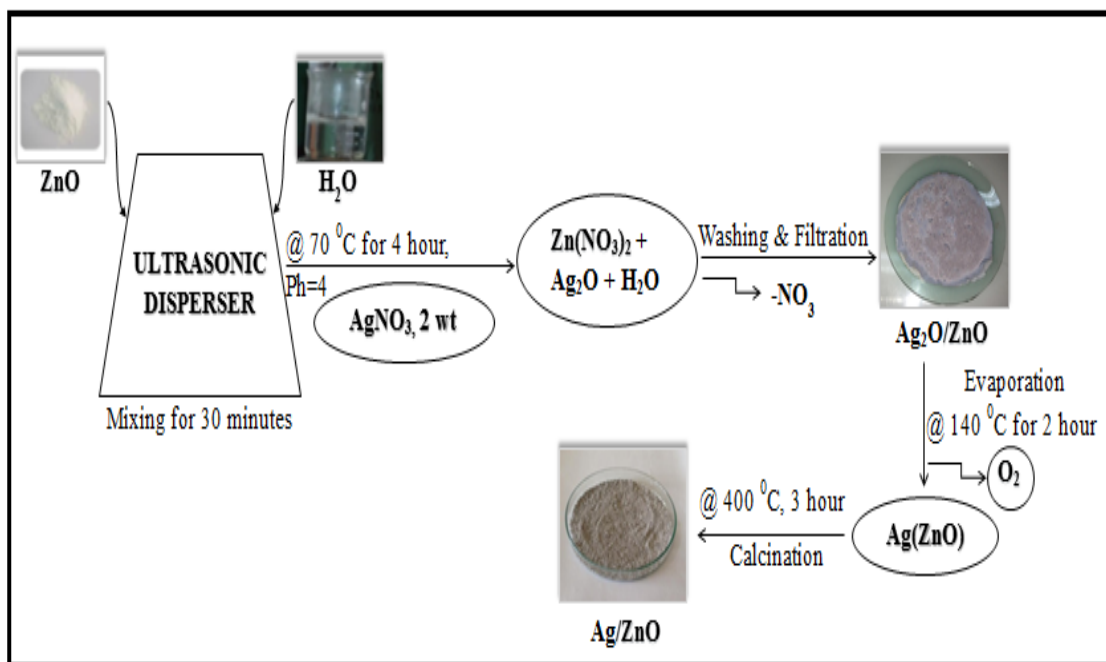 ZnO
H₂O
ULTRASONIC
DISPERSER
Mixing for 30 minutes
@ 70 ⁰C for 4 hour,
Ph=4
AgNO₃, 2 wt
Zn(NO₃)₂ +
Ag₂O + H₂O
Washing & Filtration
-NO₃
Ag₂O/ZnO
Evaporation
@ 140 ⁰C for 2 hour
O₂
Ag(ZnO)
@ 400 ⁰C, 3 hour
Calcination
Ag/ZnO